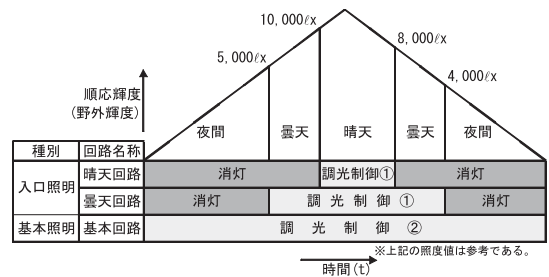 10,000ℓx
5,000ℓx
8,000ℓx
4,000ℓx
順応輝度
(野外輝度)
夜間 曇天 晴天 曇天 夜間
種別 回路名称
入口照明 晴天回路 消灯 調光制御① 消灯
曇天回路 消灯 調光制御① 消灯
基本照明 基本回路 調光制御②
※上記の照度値は参考である。
時間(t)